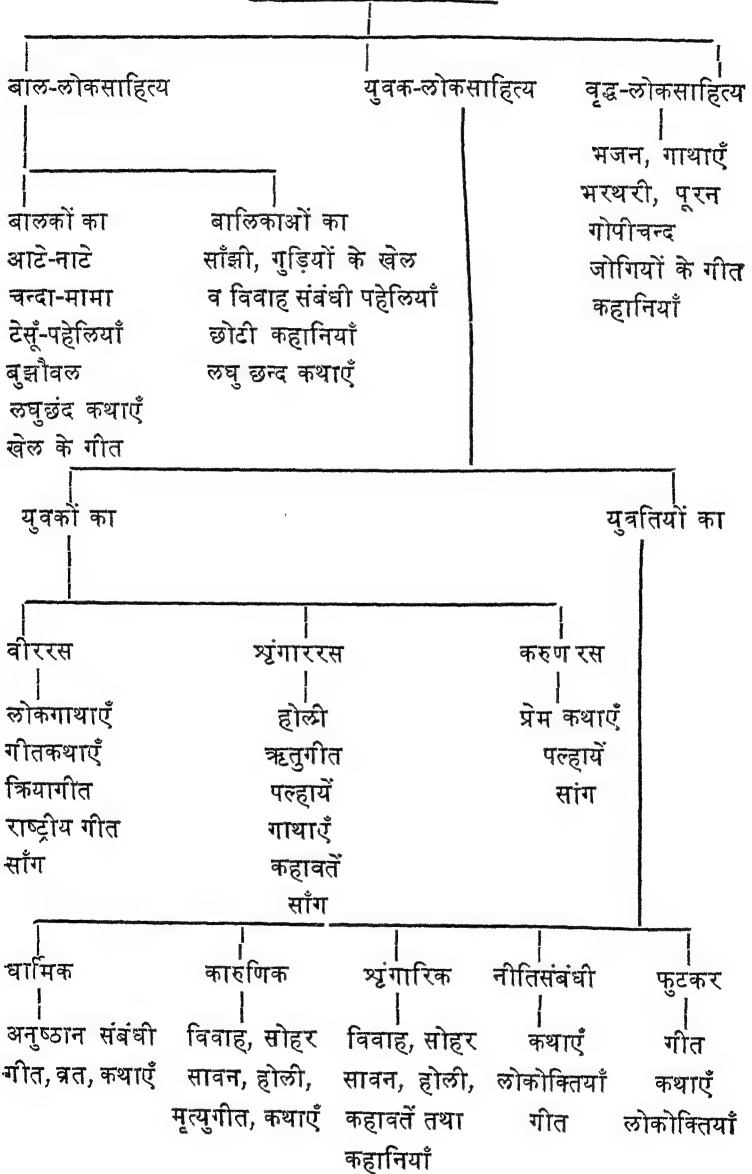 बाल-लोकसाहित्य युवक-लोकसाहित्य वृद्ध-लोकसाहित्य
भजन, गाथाएँ
भरथरी, पूरन
गोपीचन्द
जोगियों के गीत
कहानियाँ
बालकों का
आटे-नाटे
चन्दा-मामा
टेसूँ-पहेलियाँ
बुझौवल
लघुछंद कथाएँ
खेल के गीत
बालिकाओं का
साँझी, गुड़ियों के खेल
व विवाह संबंधी पहेलियाँ
छोटी कहानियाँ
लघु छन्द कथाएँ
युवकों का युवतियों का
वीररस
लोकगाथाएँ
गीतकथाएँ
क्रियागीत
राष्ट्रीय गीत
साँग
शृंगाररस
होली
ऋतुगीत
पल्हायें
गाथाएँ
कहावतें
साँग
करुण रस
प्रेम कथाएँ
पल्हायें
सांग
धार्मिक
अनुष्ठान संबंधी
गीत, व्रत, कथाएँ
कारुणिक
विवाह, सोहर
सावन, होली,
मृत्युगीत, कथाएँ
शृंगारिक
विवाह, सोहर
सावन, होली,
कहावतें तथा
कहानियाँ
नीतिसंबंधी
कथाएँ
लोकोक्तियाँ
गीत
फुटकर
गीत
कथाएँ
लोकोक्तियाँ